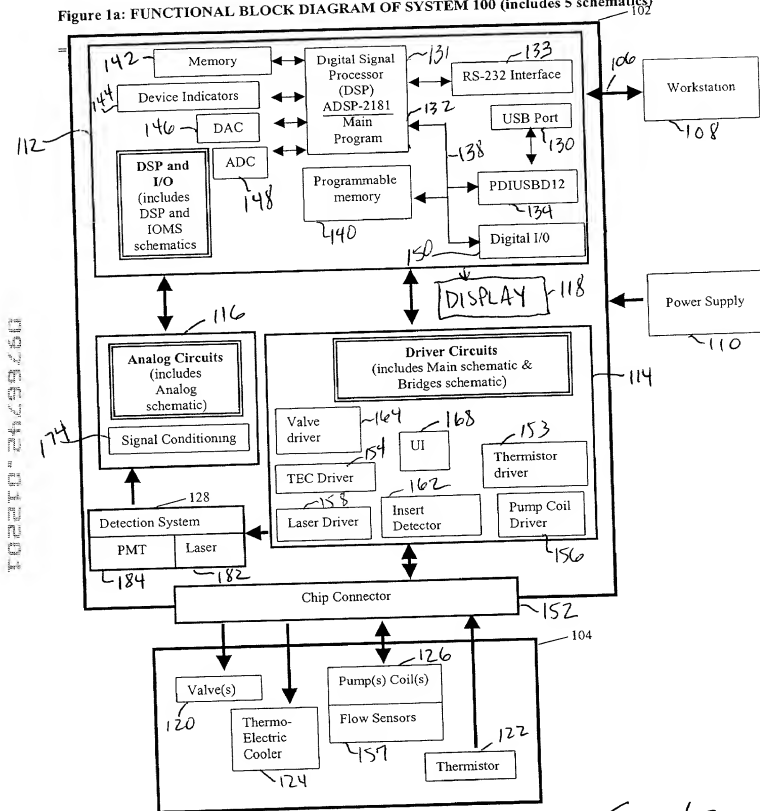 Figure 1a: FUNCTIONAL BLOCK DIAGRAM OF SYSTEM 100 (includes 5 schematics)
102
142
Memory
144
Device Indicators
146
DAC
ADC
148
112
DSP and
I/O
(includes
DSP and
IOMS
schematics
Digital Signal
Processor
(DSP)
ADSP-2181
Main
Program
131
132
Programmable
memory
140
138
133
RS-232 Interface
USB Port
130
PDIUSBD12
134
Digital I/0
150
106
Workstation
108
DISPLAY
118
Power Supply
110
116
Analog Circuits
(includes
Analog
schematic)
Signal Conditioning
174
Driver Circuits
(includes Main schematic &
Bridges schematic)
114
Valve
driver
164
UI
168
153
Thermistor
driver
154
TEC Driver
158
Laser Driver
162
Insert
Detector
Pump Coil
Driver
156
128
Detection System
PMT
Laser
184
182
Chip Connector
152
104
Valve(s)
120
Thermo-
Electric
Cooler
124
126
Pump(s) Coil(s)
Flow Sensors
157
122
Thermistor